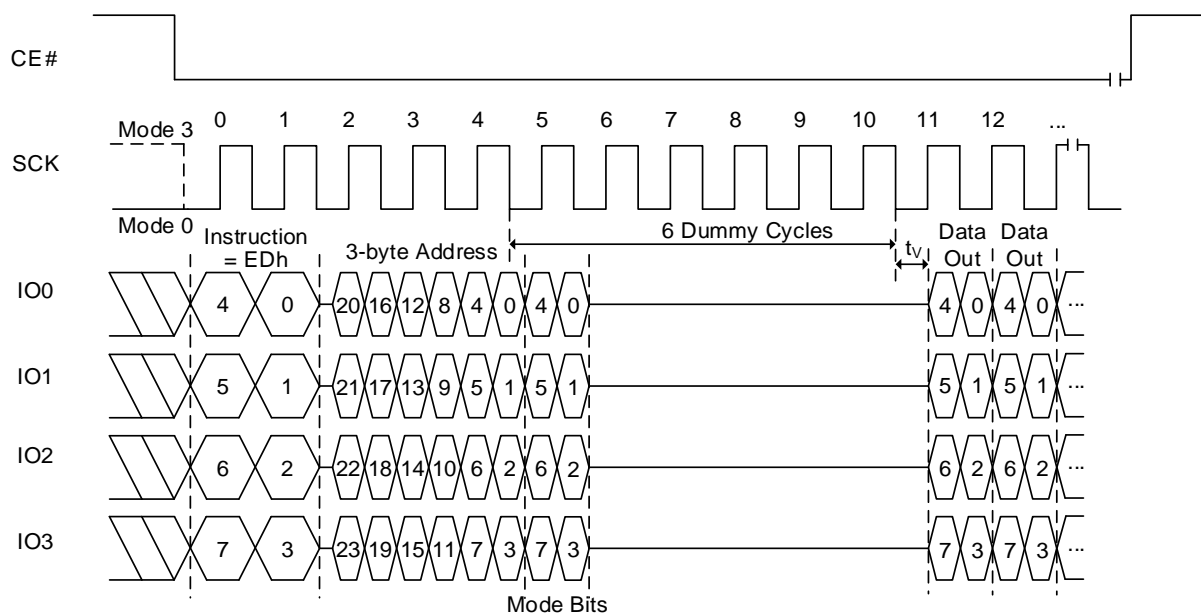 CE#
0 1 2 3 4 5 6 7 8 9 10 11 12 ...
Mode 3
SCK
Mode 0
Instruction
= EDh
3-byte Address
6 Dummy Cycles
tV
Data
Out
Data
Out
IO0 4 0 20 16 12 8 4 0 4 0 4 0 4 0 ...
IO1 5 1 21 17 13 9 5 1 5 1 5 1 5 1 ...
IO2 6 2 22 18 14 10 6 2 6 2 6 2 6 2 ...
IO3 7 3 23 19 15 11 7 3 7 3 7 3 7 3 ...
Mode Bits